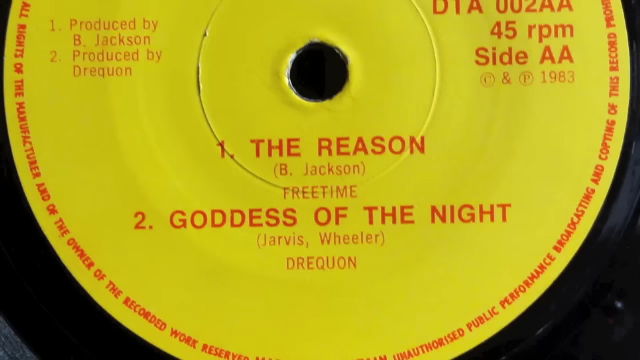 1. Produced by
B. Jackson
2. Produced by
Drequon
DTA 002AA
45 rpm
Side AA
© & ℗ 1983
1. THE REASON
(B. Jackson)
FREETIME
2. GODDESS OF THE NIGHT
(Jarvis, Wheeler)
DREQUON
ALL RIGHTS OF THE MANUFACTURER AND OF THE OWNER OF THE RECORDED WORK RESERVED
UNAUTHORISED PUBLIC PERFORMANCE BROADCASTING AND COPYING OF THIS RECORD